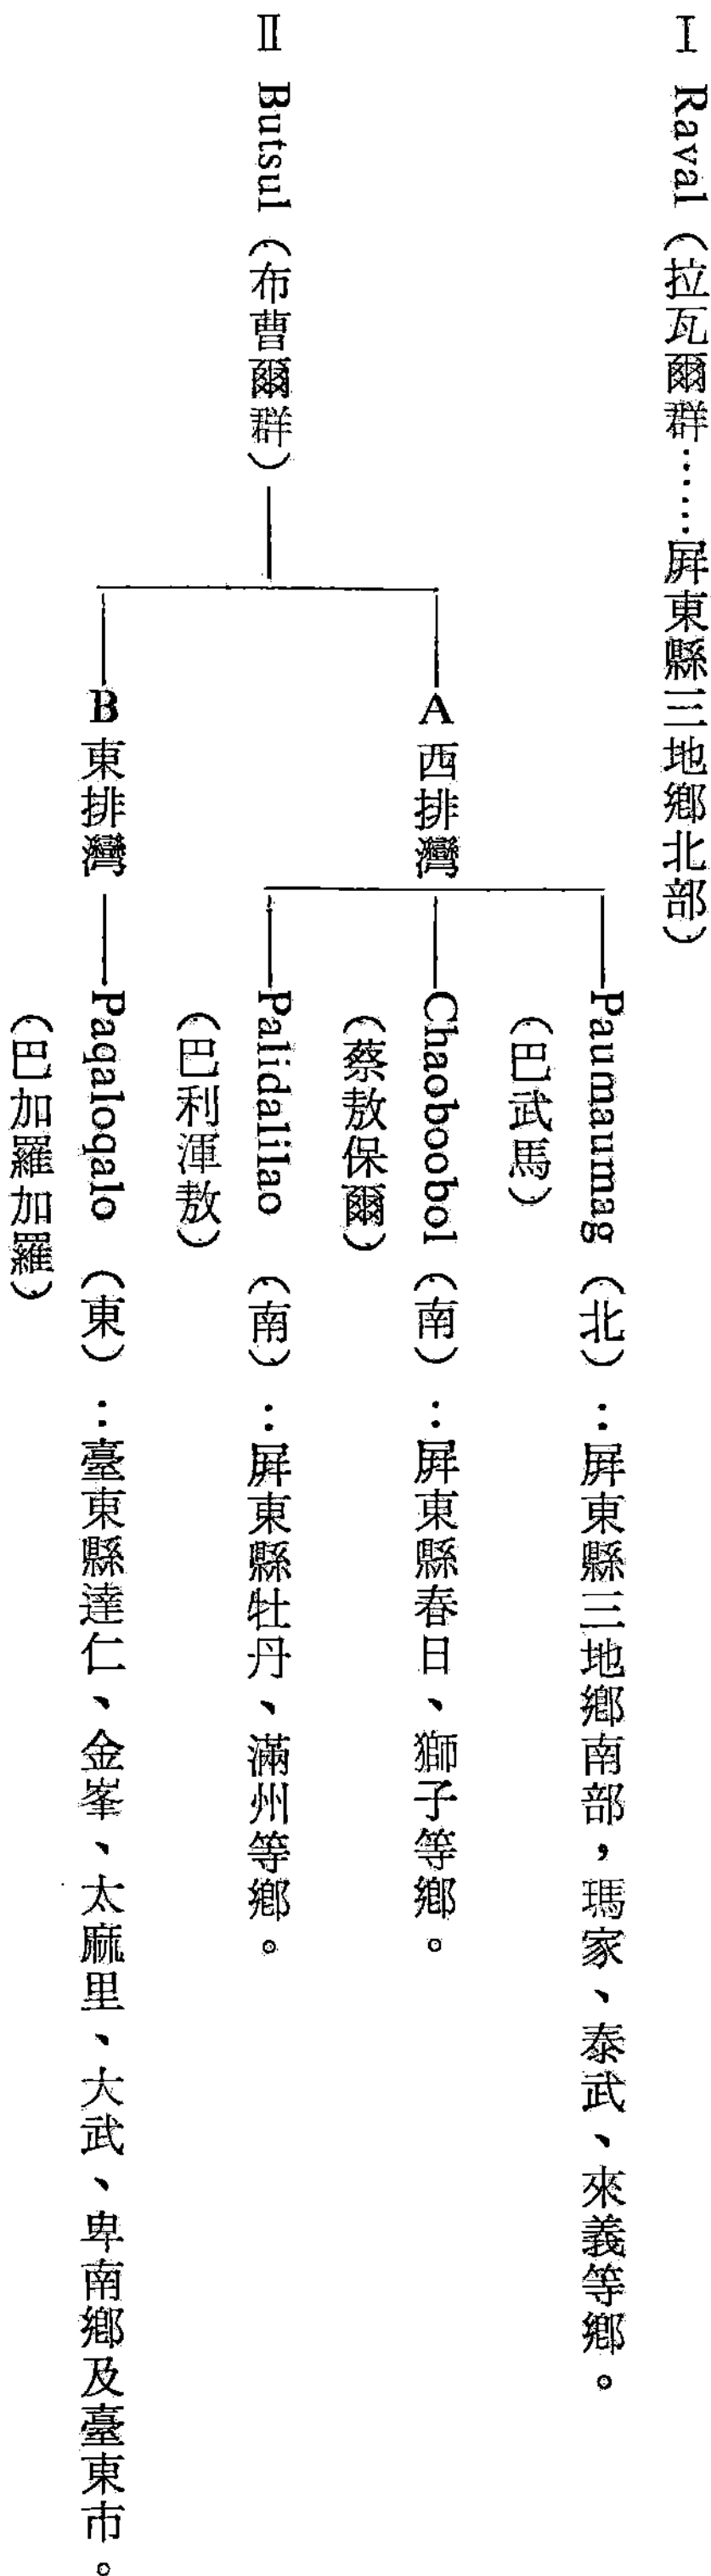 I Raval（拉瓦爾群……屏東縣三地鄉北部）
II Butsul（布曹爾群）
A 西排灣
Paumaumag（北）：屏東縣三地鄉南部，瑪家、泰武、來義等鄉。
（巴武馬）
Chaoboobol（南）：屏東縣春日、獅子等鄉。
（蔡敖保爾）
Palidalilao（南）：屏東縣牡丹、滿州等鄉。
（巴利渾敖）
B 東排灣
Paqaloqalo（東）：臺東縣達仁、金峯、太麻里、大武、卑南鄉及臺東市。
（巴加羅加羅）